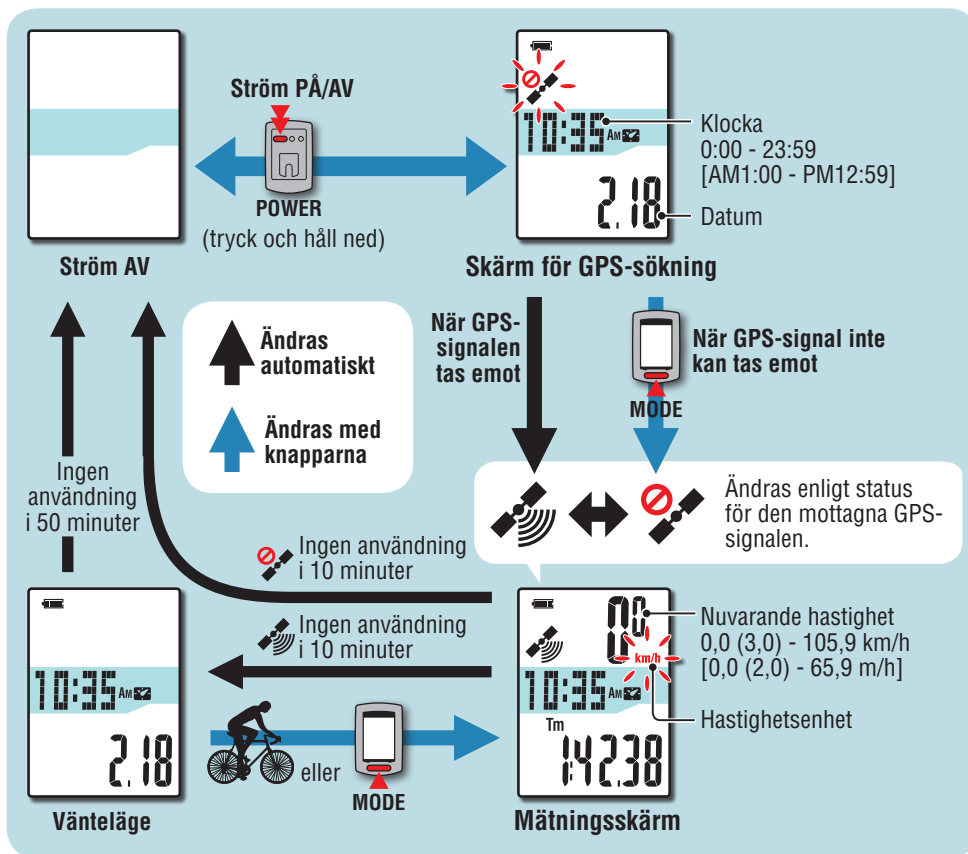 Ström PÅ/AV
POWER
(tryck och håll ned)
Ström AV
10:35 AM
2.18
Klocka
0:00 - 23:59
[AM1:00 - PM12:59]
Datum
Skärm för GPS-sökning
Ändras
automatiskt
Ändras med
knapparna
När GPS-
signalen
tas emot
När GPS-signal inte
kan tas emot
MODE
Ändras enligt status
för den mottagna GPS-
signalen.
Ingen
användning
i 50 minuter
Ingen användning
i 10 minuter
Ingen användning
i 10 minuter
10:35 AM
2.18
Vänteläge
eller
MODE
0.0
km/h
10:35 AM
Tm
1:42.38
Nuvarande hastighet
0,0 (3,0) - 105,9 km/h
[0,0 (2,0) - 65,9 m/h]
Hastighetsenhet
Mätningsskärm